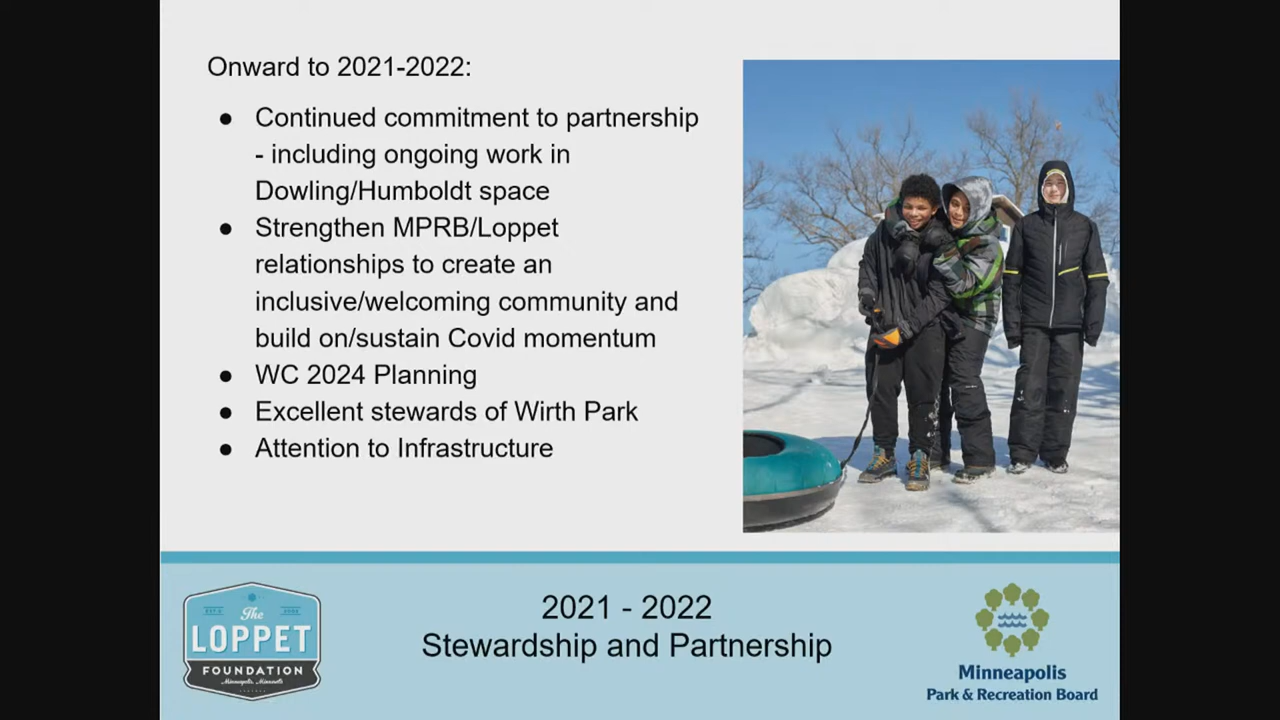 Onward to 2021-2022:
● Continued commitment to partnership
- including ongoing work in
Dowling/Humboldt space
● Strengthen MPRB/Loppet
relationships to create an
inclusive/welcoming community and
build on/sustain Covid momentum
● WC 2024 Planning
● Excellent stewards of Wirth Park
● Attention to Infrastructure
The
LOPPET
FOUNDATION
Minneapolis, Minnesota
2021 - 2022
Stewardship and Partnership
Minneapolis
Park & Recreation Board